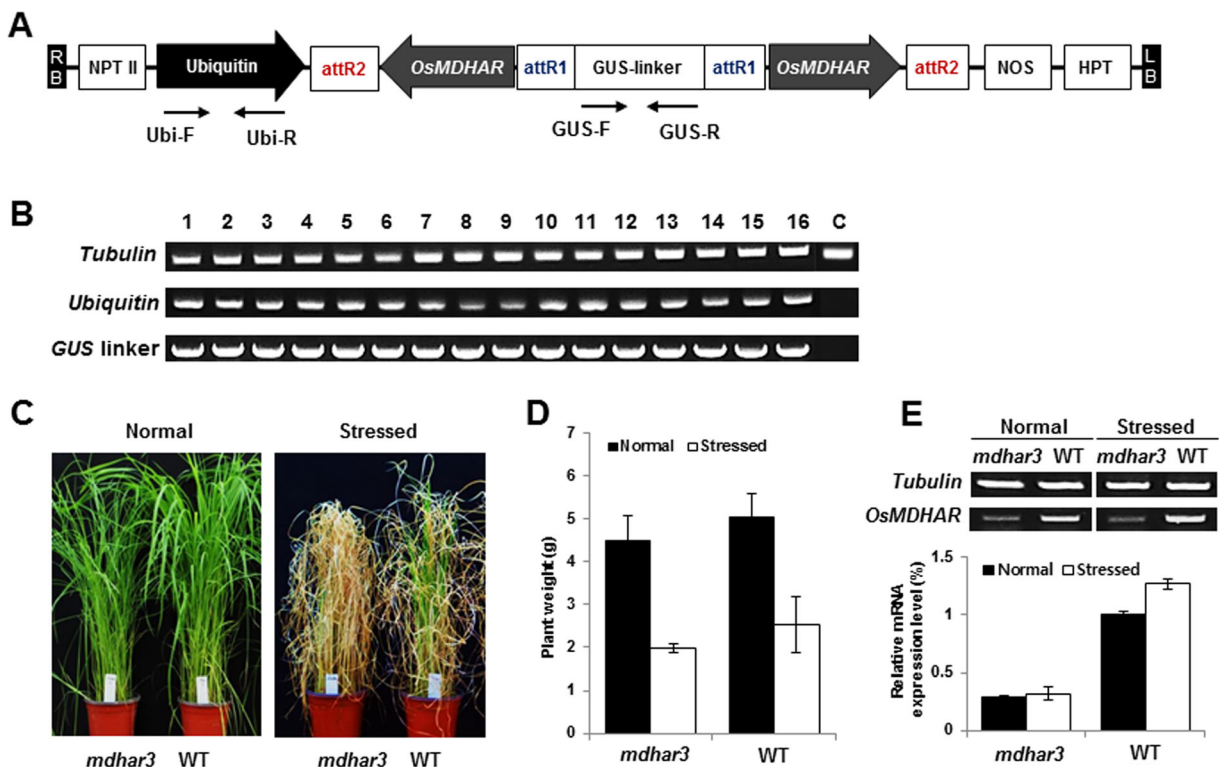 A
RB NPT II Ubiquitin attR2 OsMDHAR attR1 GUS-linker attR1 OsMDHAR attR2 NOS HPT LB
Ubi-F Ubi-R GUS-F GUS-R
B
1 2 3 4 5 6 7 8 9 10 11 12 13 14 15 16 C
Tubulin
Ubiquitin
GUS linker
C
Normal Stressed
mdhar3 WT mdhar3 WT
D
7
6
5
4
3
2
1
0
Plant weight (g)
Normal Stressed
mdhar3 WT
E
Normal Stressed
mdhar3 WT mdhar3 WT
Tubulin
OsMDHAR
1.5
1
0.5
0
Relative mRNA
expression level (%)
Normal Stressed
mdhar3 WT